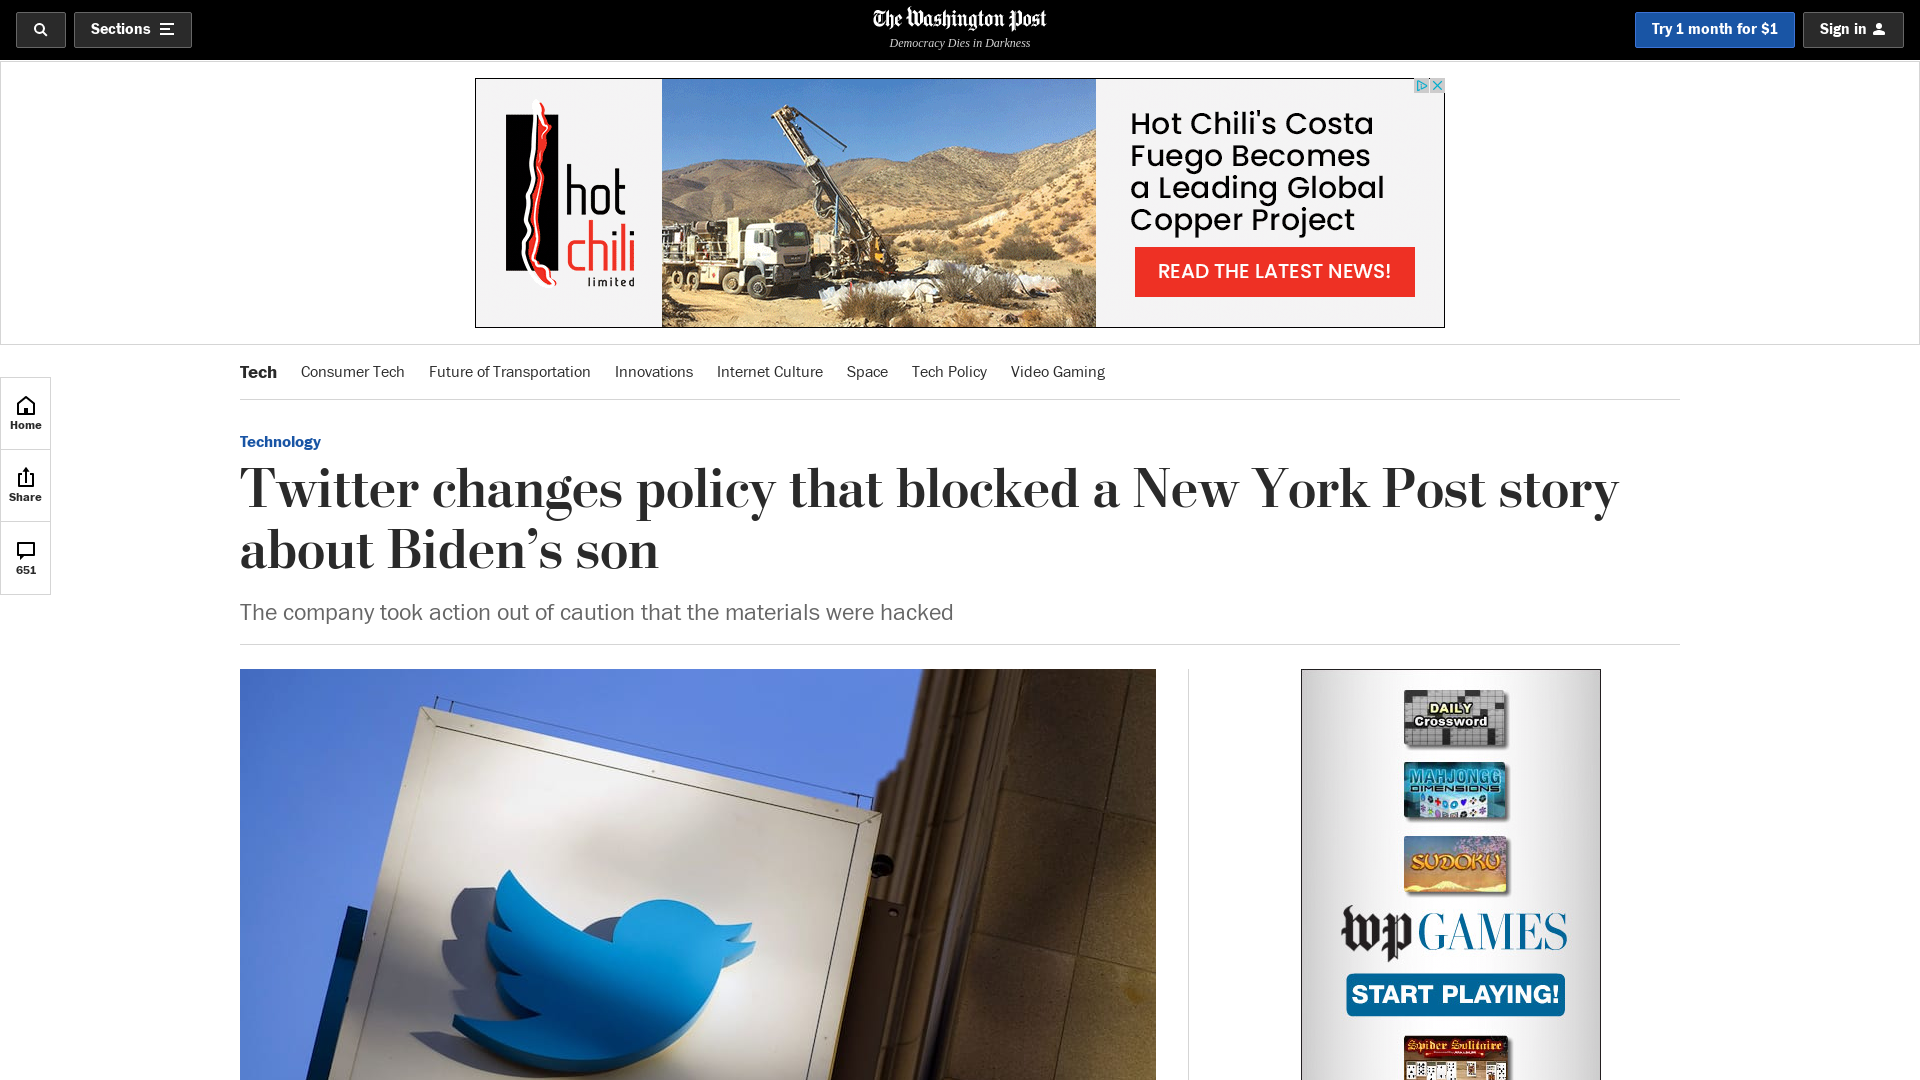 Sections
The Washington Post
Democracy Dies in Darkness
Try 1 month for $1
Sign in
hot
chili
limited
Hot Chili's Costa
Fuego Becomes
a Leading Global
Copper Project
READ THE LATEST NEWS!
Tech
Consumer Tech
Future of Transportation
Innovations
Internet Culture
Space
Tech Policy
Video Gaming
Home
Share
651
Technology
Twitter changes policy that blocked a New York Post story
about Biden’s son
The company took action out of caution that the materials were hacked
DAILY
Crossword
MAHJONGG
DIMENSIONS
SUDOKU
wp GAMES
START PLAYING!
Spider Solitaire